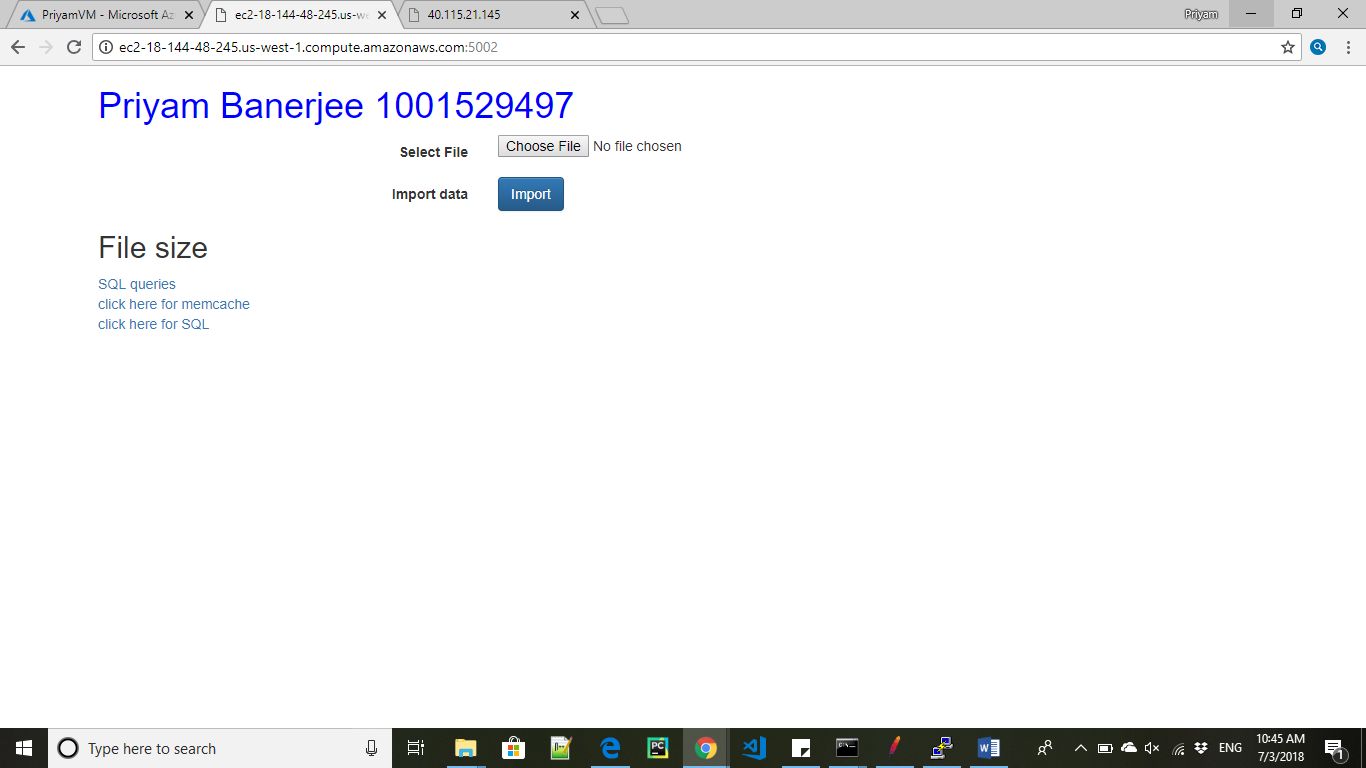 PriyamVM - Microsoft Az
ec2-18-144-48-245.us-we
40.115.21.145
Priyam
ec2-18-144-48-245.us-west-1.compute.amazonaws.com:5002
Priyam Banerjee 1001529497
Select File
Choose File No file chosen
Import data
Import
File size
SQL queries
click here for memcache
click here for SQL
Type here to search
PC
ENG
10:45 AM
7/3/2018
1